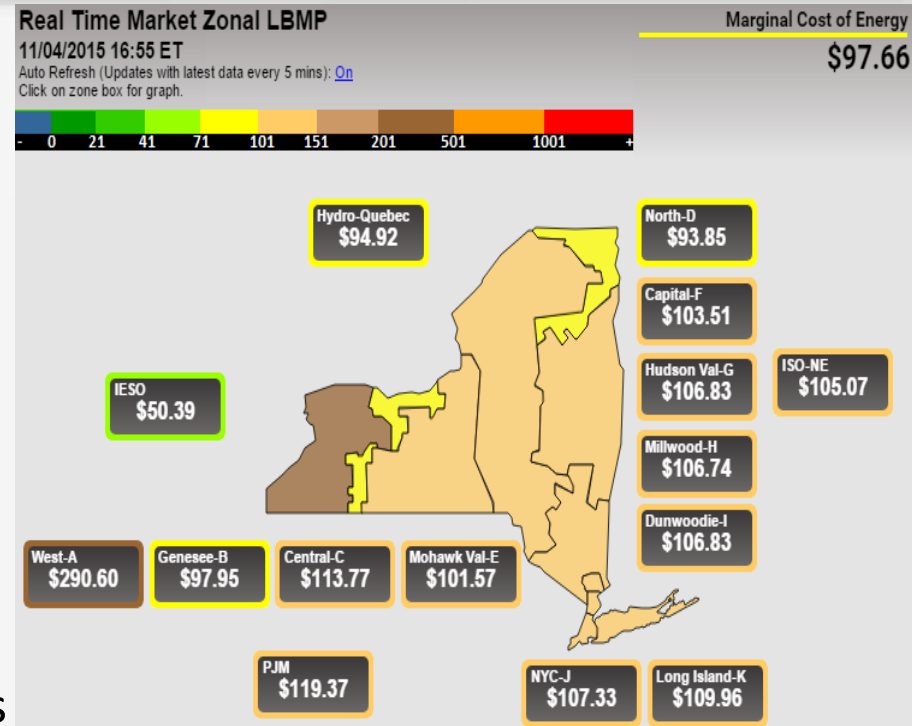 Real Time Market Zonal LBMP
Marginal Cost of Energy
11/04/2015 16:55 ET
$97.66
Auto Refresh (Updates with latest data every 5 mins): On
Click on zone box for graph.
- 0 21 41 71 101 151 201 501 1001 +
Hydro-Quebec
$94.92
North-D
$93.85
Capital-F
$103.51
IESO
$50.39
Hudson Val-G
$106.83
ISO-NE
$105.07
Millwood-H
$106.74
Dunwoodie-I
$106.83
West-A
$290.60
Genesee-B
$97.95
Central-C
$113.77
Mohawk Val-E
$101.57
PJM
$119.37
NYC-J
$107.33
Long Island-K
$109.96
s